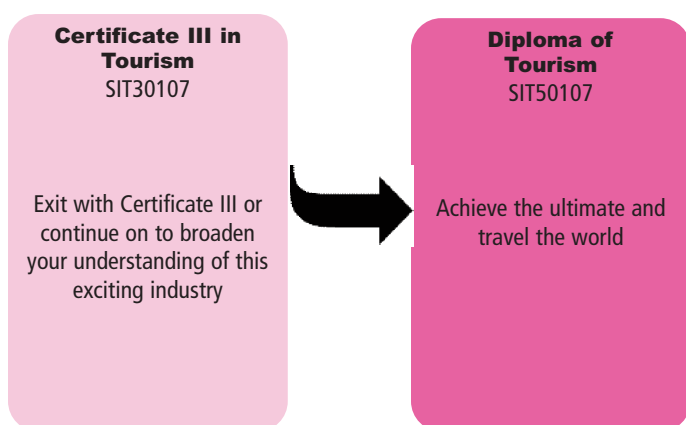 Certificate III in
Tourism
SIT30107
Exit with Certificate III or
continue on to broaden
your understanding of this
exciting industry
Diploma of
Tourism
SIT50107
Achieve the ultimate and
travel the world